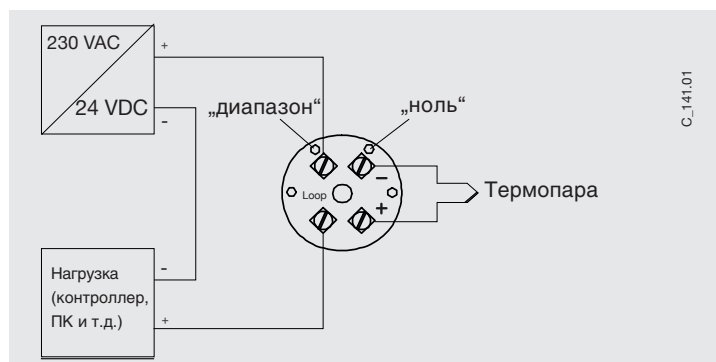 230 VAC
+
24 VDC
-
„диапазон“
„ноль“
C_141.01
Loop
−
+
Термопара
Нагрузка
(контроллер,
ПК и т.д.)
-
+